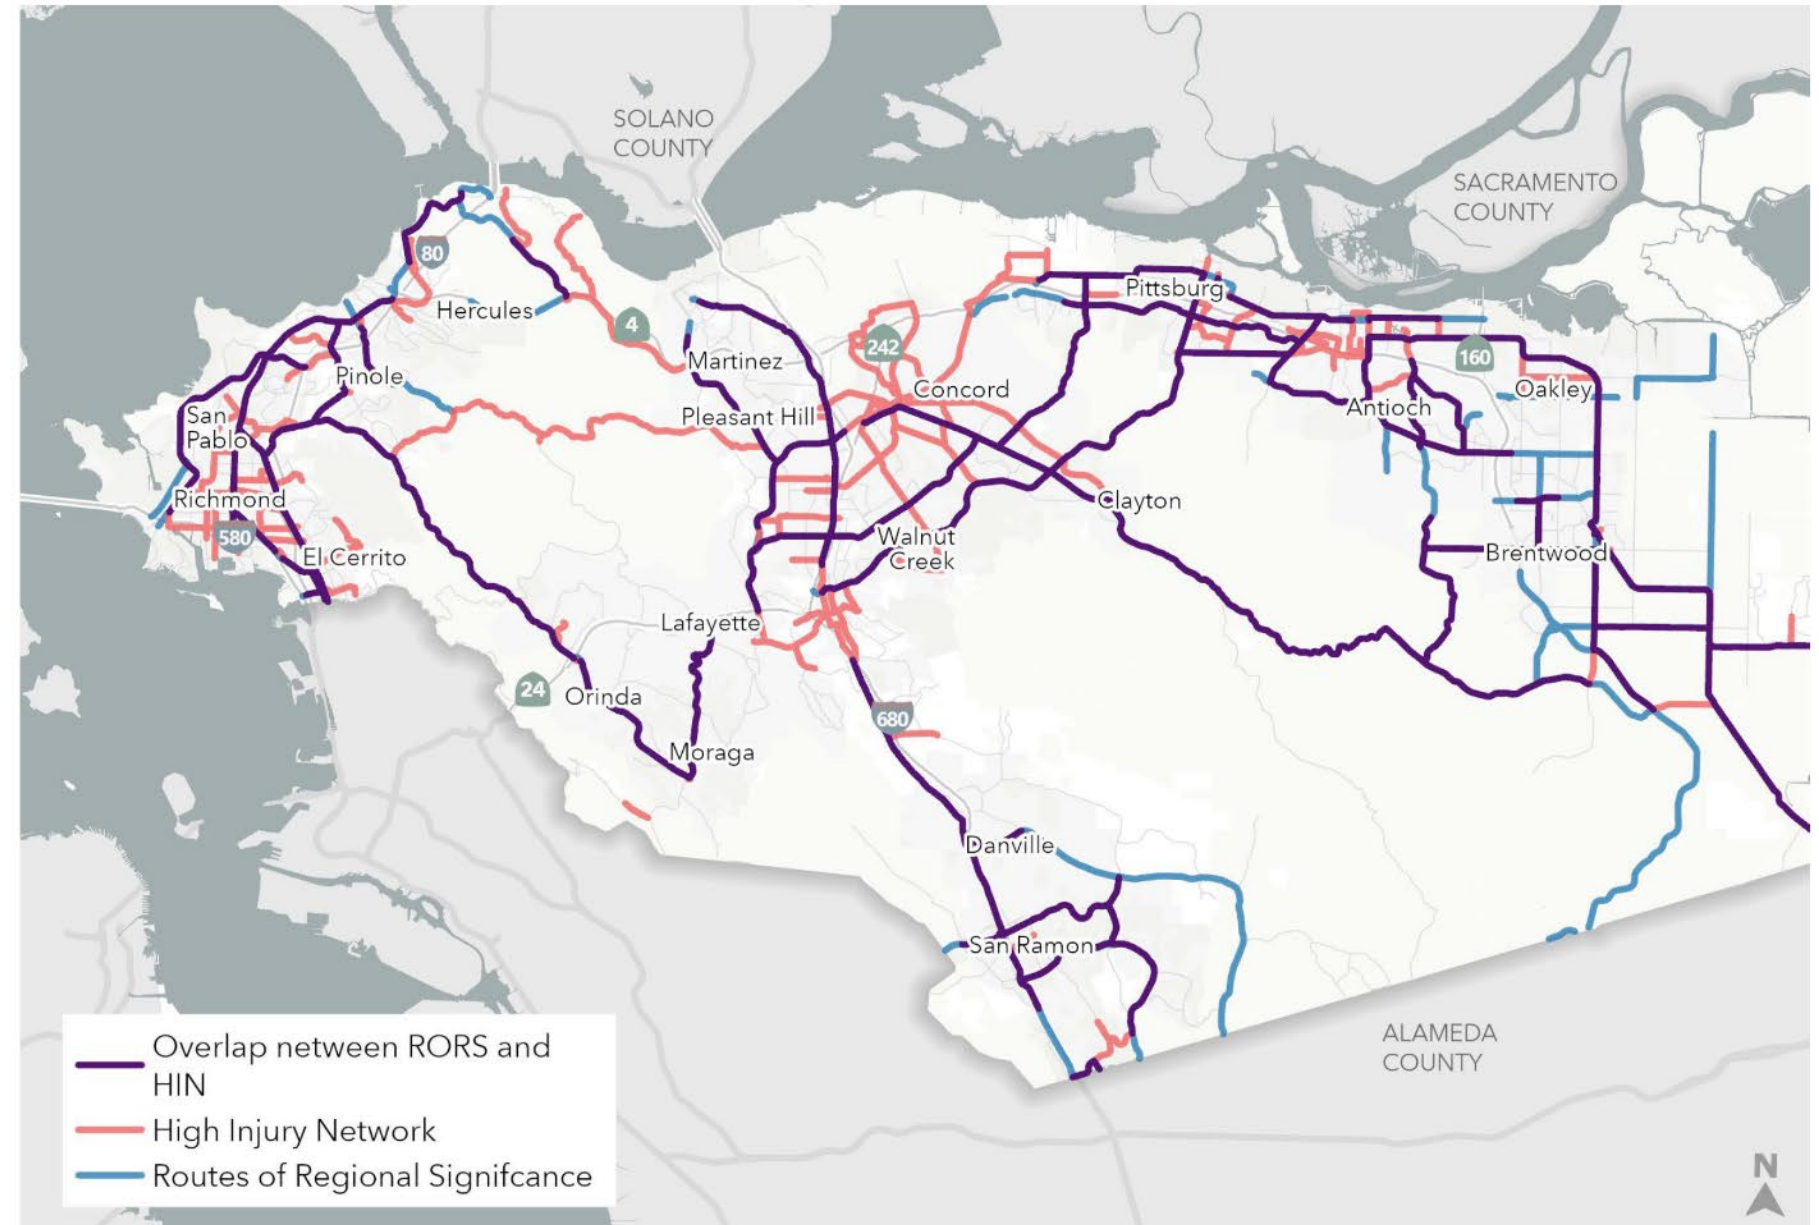 SOLANO
COUNTY
SACRAMENTO
COUNTY
80
Hercules
4
Pittsburg
242
Martinez
160
Pinole
Concord
Oakley
San
Pablo
Pleasant Hill
Antioch
Richmond
Clayton
580
El Cerrito
Walnut
Creek
Brentwood
Lafayette
24
Orinda
680
Moraga
Danville
San Ramon
ALAMEDA
COUNTY
Overlap netween RORS and
HIN
High Injury Network
Routes of Regional Signifcance
N